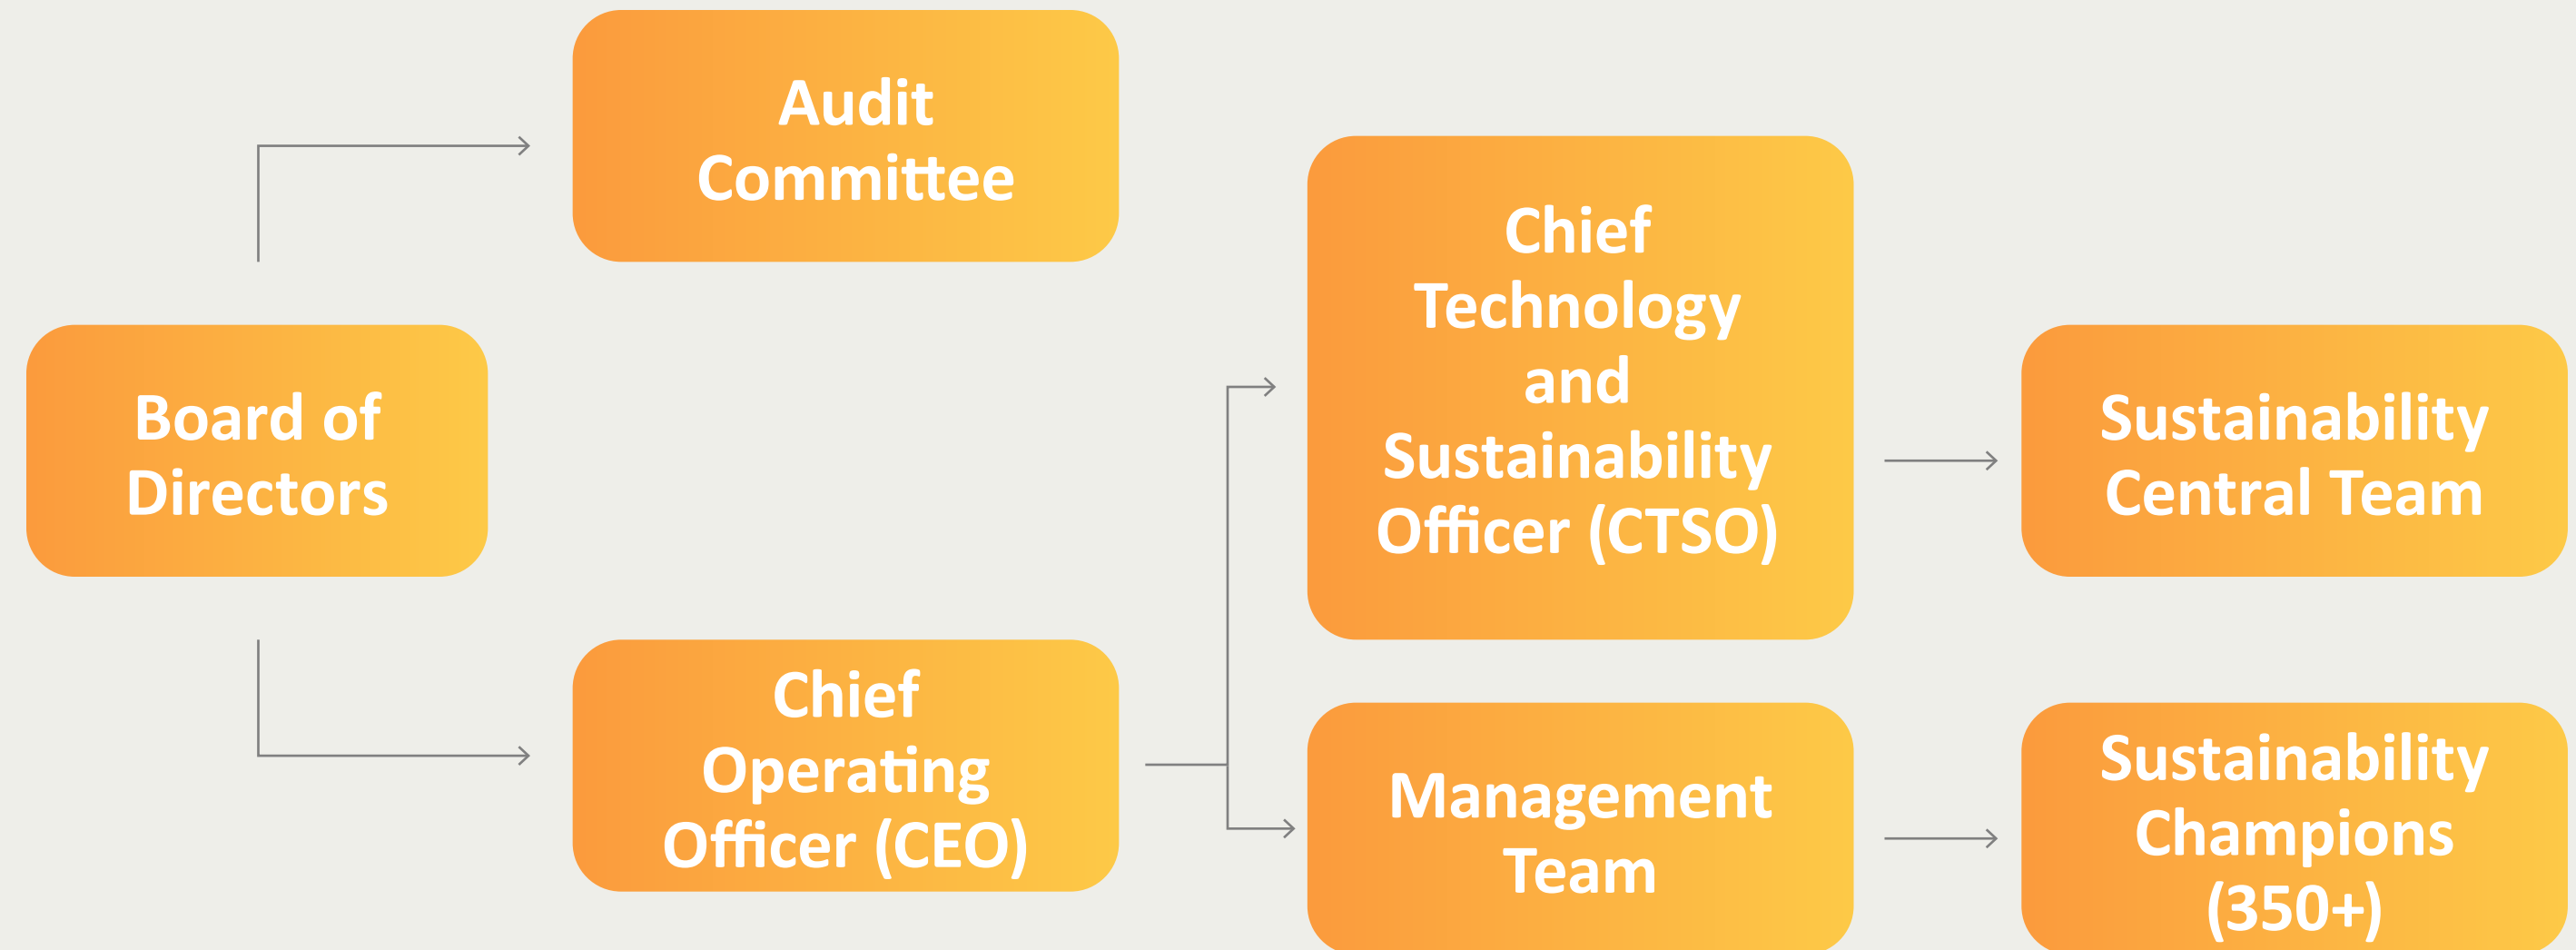 Audit
Committee
Board of
Directors
Chief
Operating
Officer (CEO)
Chief
Technology
and
Sustainability
Officer (CTSO)
Management
Team
Sustainability
Central Team
Sustainability
Champions
(350+)